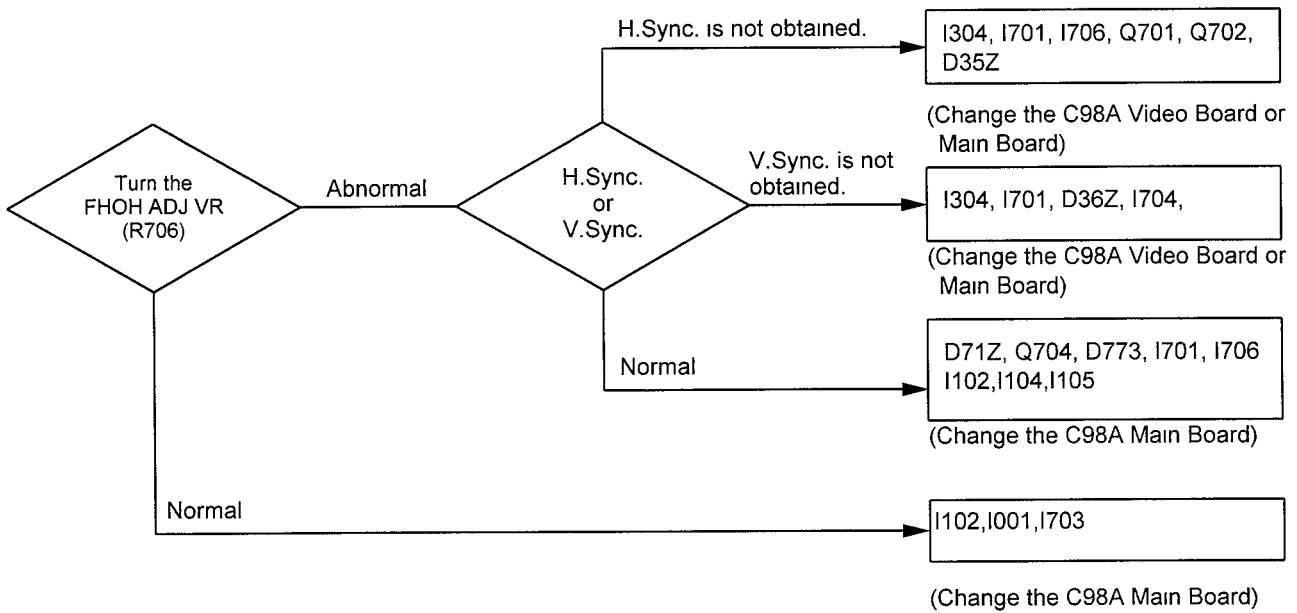 H.Sync. is not obtained.
I304, I701, I706, Q701, Q702,
D35Z
(Change the C98A Video Board or
Main Board)
Turn the
FHOH ADJ VR
(R706)
Abnormal
H.Sync.
or
V.Sync.
V.Sync. is not
obtained.
I304, I701, D36Z, I704,
(Change the C98A Video Board or
Main Board)
Normal
D71Z, Q704, D773, I701, I706
I102,I104,I105
(Change the C98A Main Board)
Normal
I102,I001,I703
(Change the C98A Main Board)